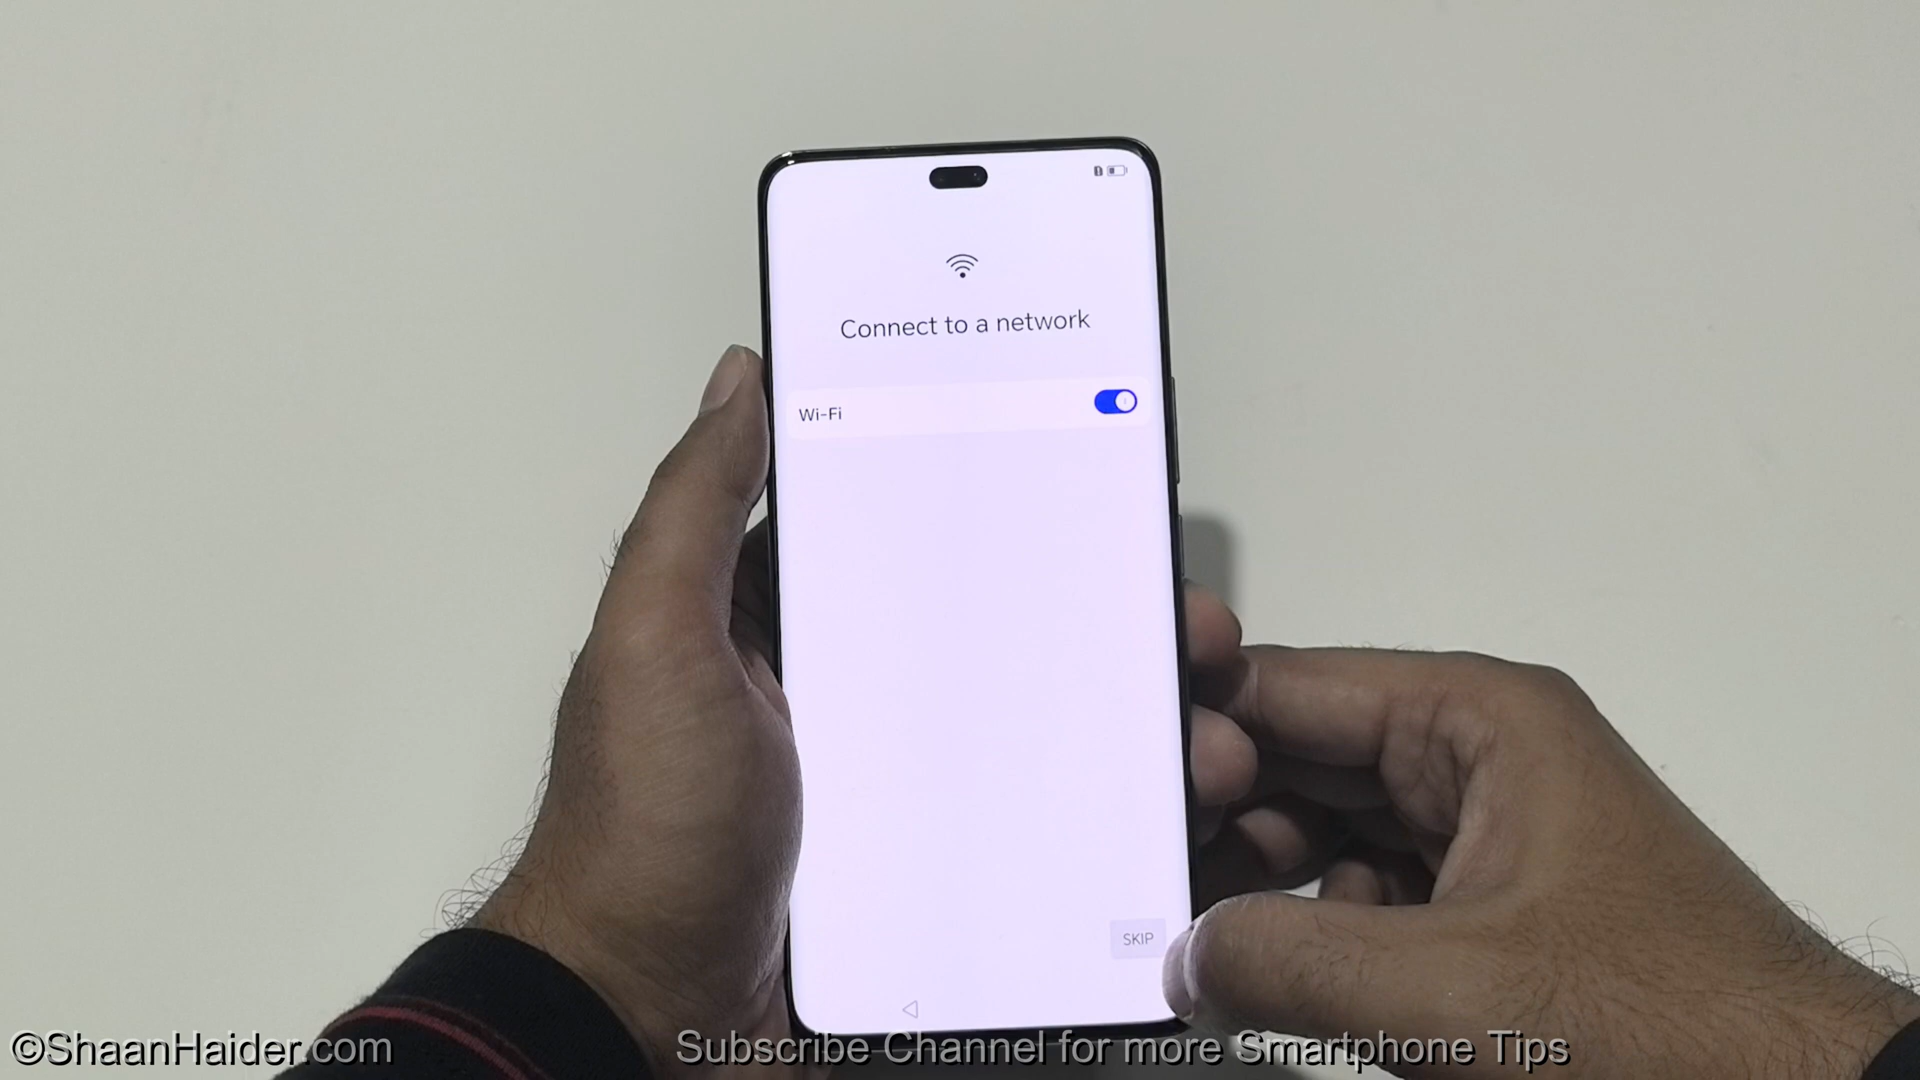 Connect to a network
Wi-Fi
SKIP
©ShaanHaider.com
Subscribe Channel for more Smartphone Tips